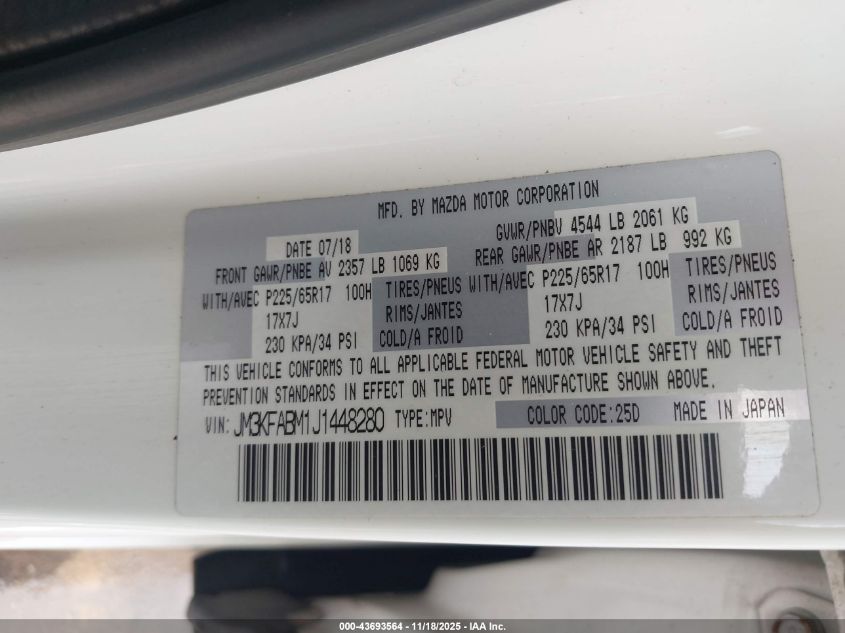 MFD. BY MAZDA MOTOR CORPORATION
DATE 07/18 GVWR/PNBV 4544 LB 2061 KG
FRONT GAWR/PNBE AV 2357 LB 1069 KG REAR GAWR/PNBE AR 2187 LB 992 KG
WITH/AVEC P225/65R17 100H TIRES/PNEUS WITH/AVEC P225/65R17 100H TIRES/PNEUS
17X7J RIMS/JANTES 17X7J RIMS/JANTES
230 KPA/34 PSI COLD/A FROID 230 KPA/34 PSI COLD/A FROID
THIS VEHICLE CONFORMS TO ALL APPLICABLE FEDERAL MOTOR VEHICLE SAFETY AND THEFT
PREVENTION STANDARDS IN EFFECT ON THE DATE OF MANUFACTURE SHOWN ABOVE.
VIN: JM3KFABM1J1448280 TYPE:MPV COLOR CODE:25D MADE IN JAPAN
000-43693564 - 11/18/2025 - IAA Inc.